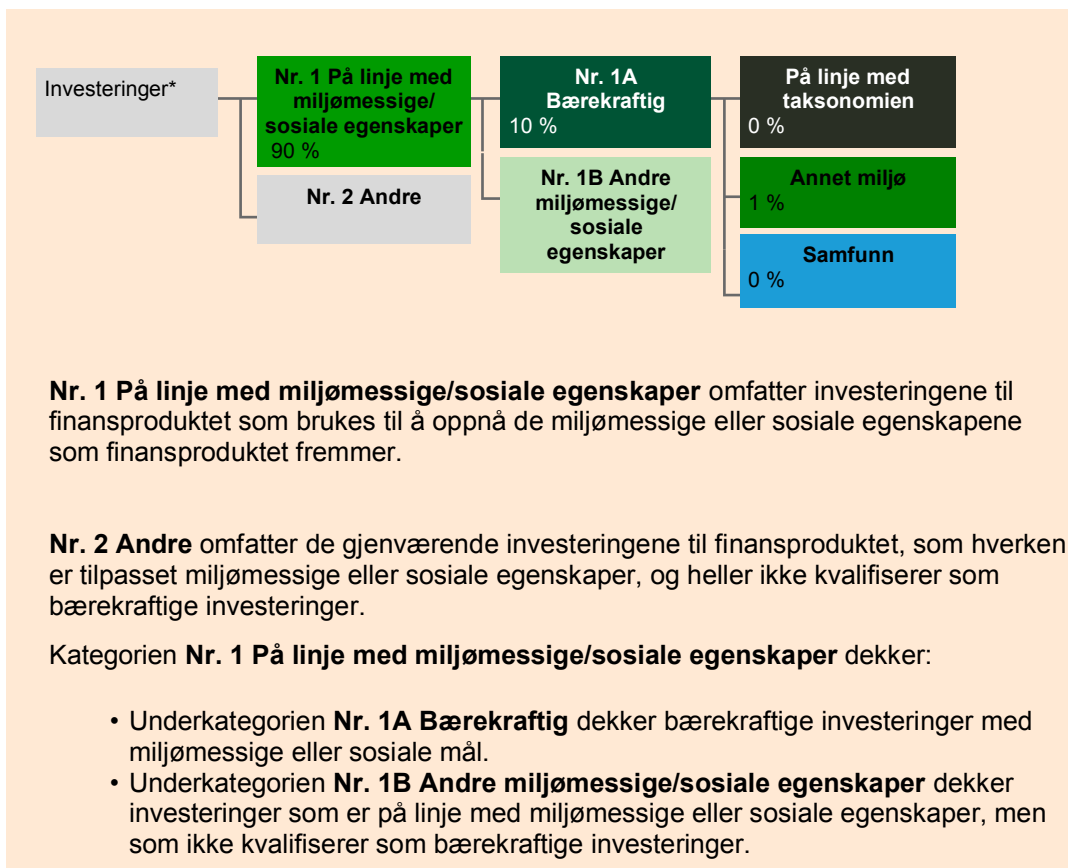 Investeringer*
Nr. 1 På linje med
miljømessige/
sosiale egenskaper
90 %
Nr. 2 Andre
Nr. 1A
Bærekraftig
10 %
Nr. 1B Andre
miljømessige/
sosiale
egenskaper
På linje med
taksonomien
0 %
Annet miljø
1 %
Samfunn
0 %
Nr. 1 På linje med miljømessige/sosiale egenskaper omfatter investeringene til
finansproduktet som brukes til å oppnå de miljømessige eller sosiale egenskapene
som finansproduktet fremmer.
Nr. 2 Andre omfatter de gjenværende investeringene til finansproduktet, som hverken
er tilpasset miljømessige eller sosiale egenskaper, og heller ikke kvalifiserer som
bærekraftige investeringer.
Kategorien Nr. 1 På linje med miljømessige/sosiale egenskaper dekker:
• Underkategorien Nr. 1A Bærekraftig dekker bærekraftige investeringer med
miljømessige eller sosiale mål.
• Underkategorien Nr. 1B Andre miljømessige/sosiale egenskaper dekker
investeringer som er på linje med miljømessige eller sosiale egenskaper, men
som ikke kvalifiserer som bærekraftige investeringer.